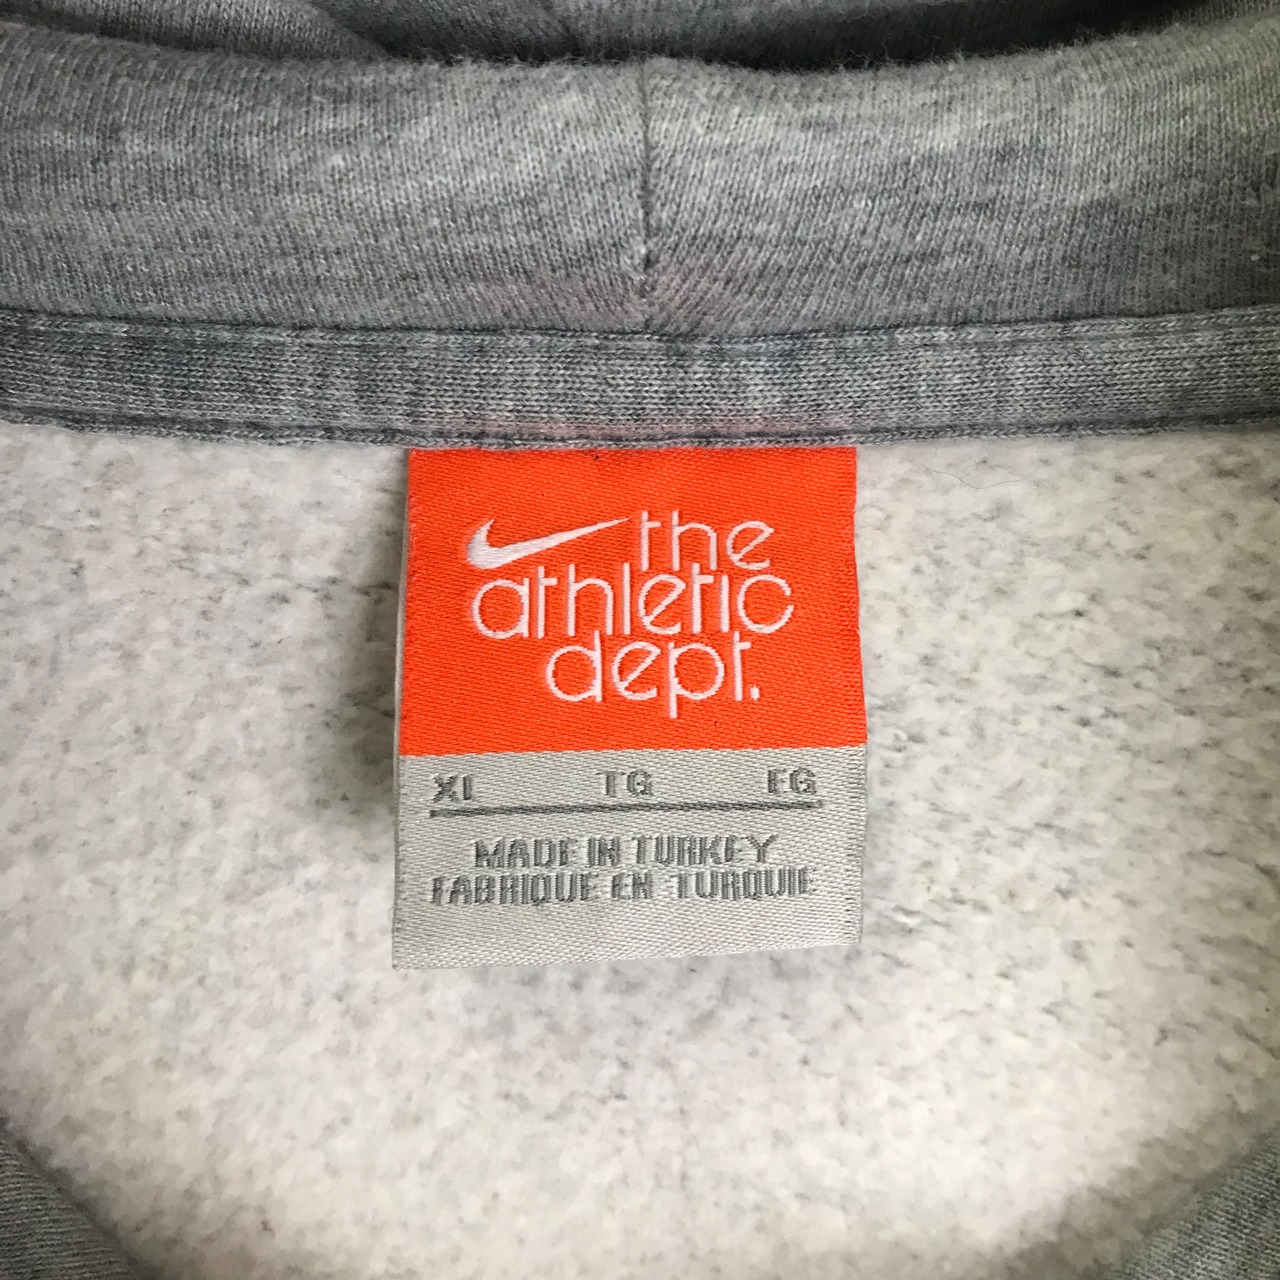 the
athletic
dept.
XL TG EG
MADE IN TURKEY
FABRIQUE EN TURQUIE